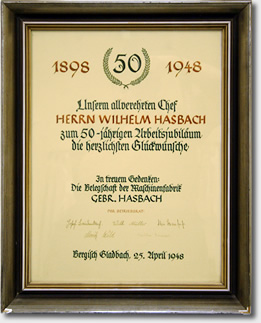 1898 50 1948
Unserm allverehrten Chef
HERRN WILHELM HASBACH
zum 50-jährigen Arbeitsjubiläum
die herzlichsten Glückwünsche
In treuem Gedenken:
Die Belegschaft der Maschinenfabrik
GEBR. HASBACH
Bergisch Gladbach, 25. April 1948